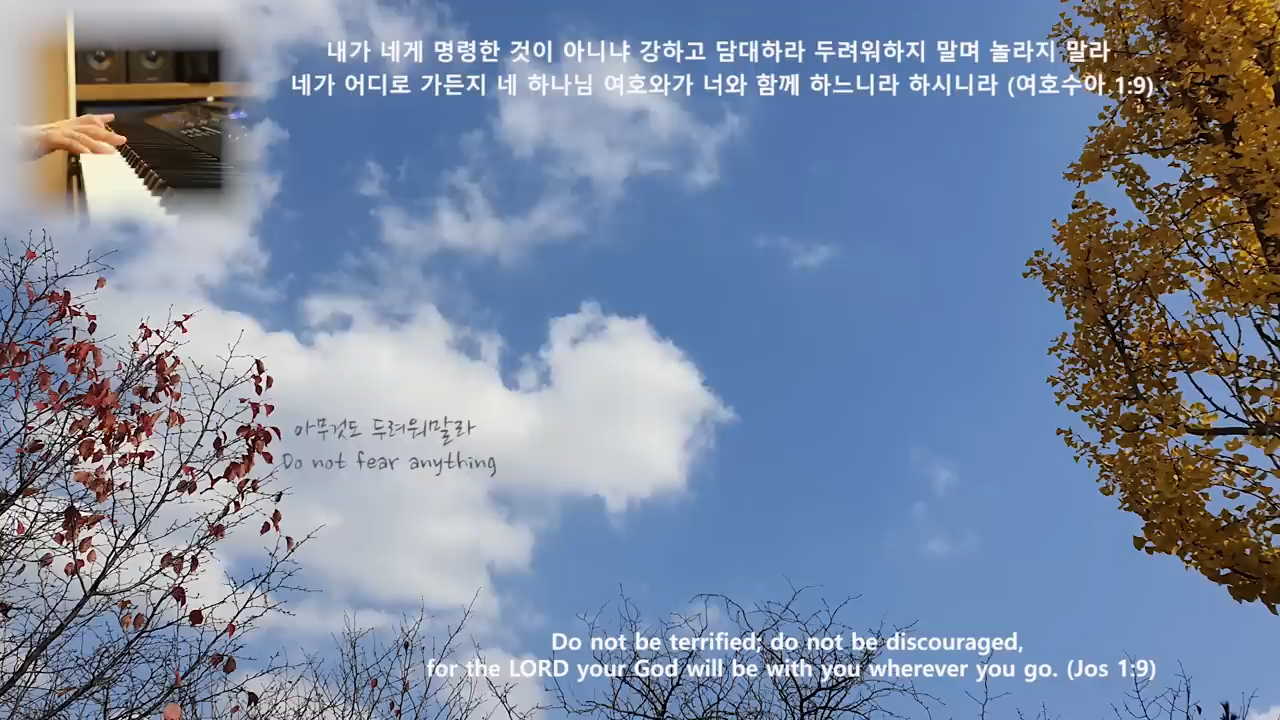 내가 네게 명령한 것이 아니냐 강하고 담대하라 두려워하지 말며 놀라지 말라
네가 어디로 가든지 네 하나님 여호와가 너와 함께 하느니라 하시니라 (여호수아 1:9)
아무것도 두려워말라
Do not fear anything
Do not be terrified; do not be discouraged,
for the LORD your God will be with you wherever you go. (Jos 1:9)